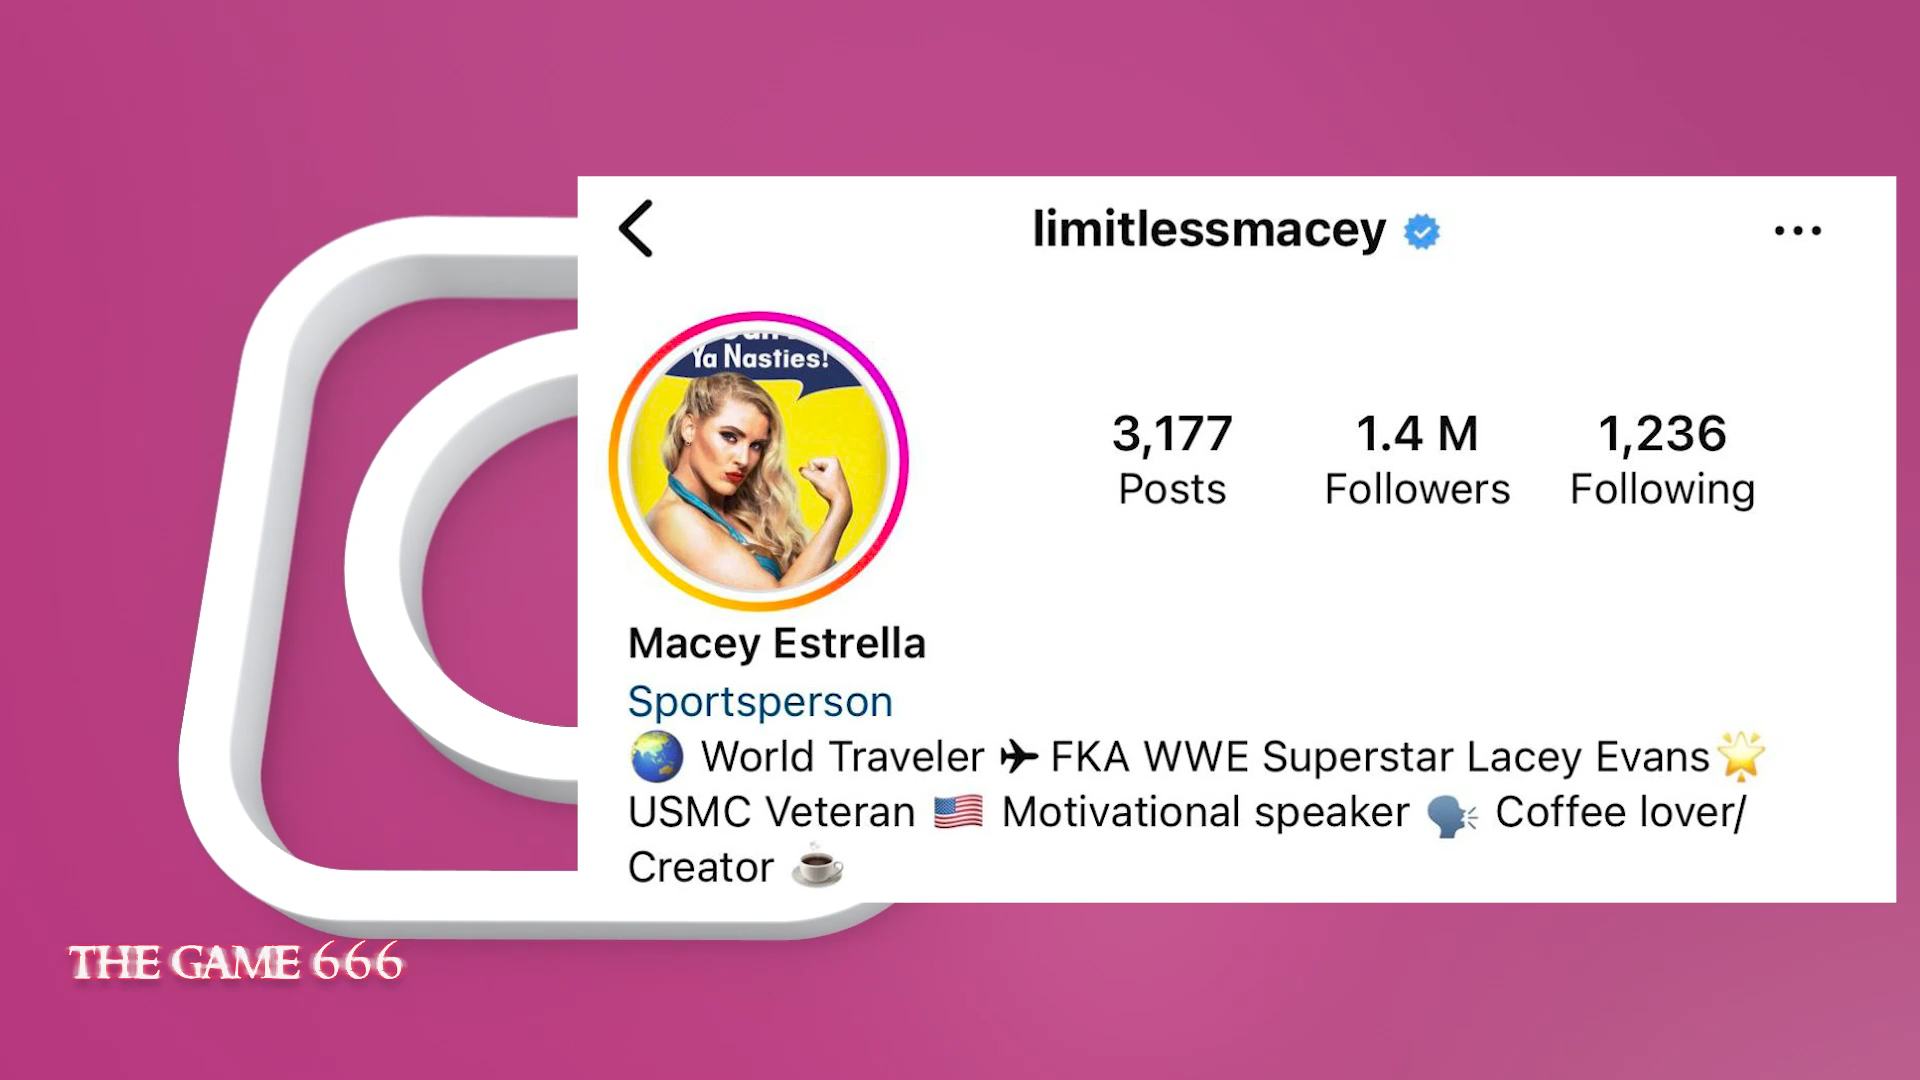 limitlessmacey
Ya Nasties!
3,177
Posts
1.4 M
Followers
1,236
Following
Macey Estrella
Sportsperson
🌏 World Traveler ✈ FKA WWE Superstar Lacey Evans🌟
USMC Veteran 🇺🇸 Motivational speaker 🗣 Coffee lover/
Creator ☕
THE GAME 666